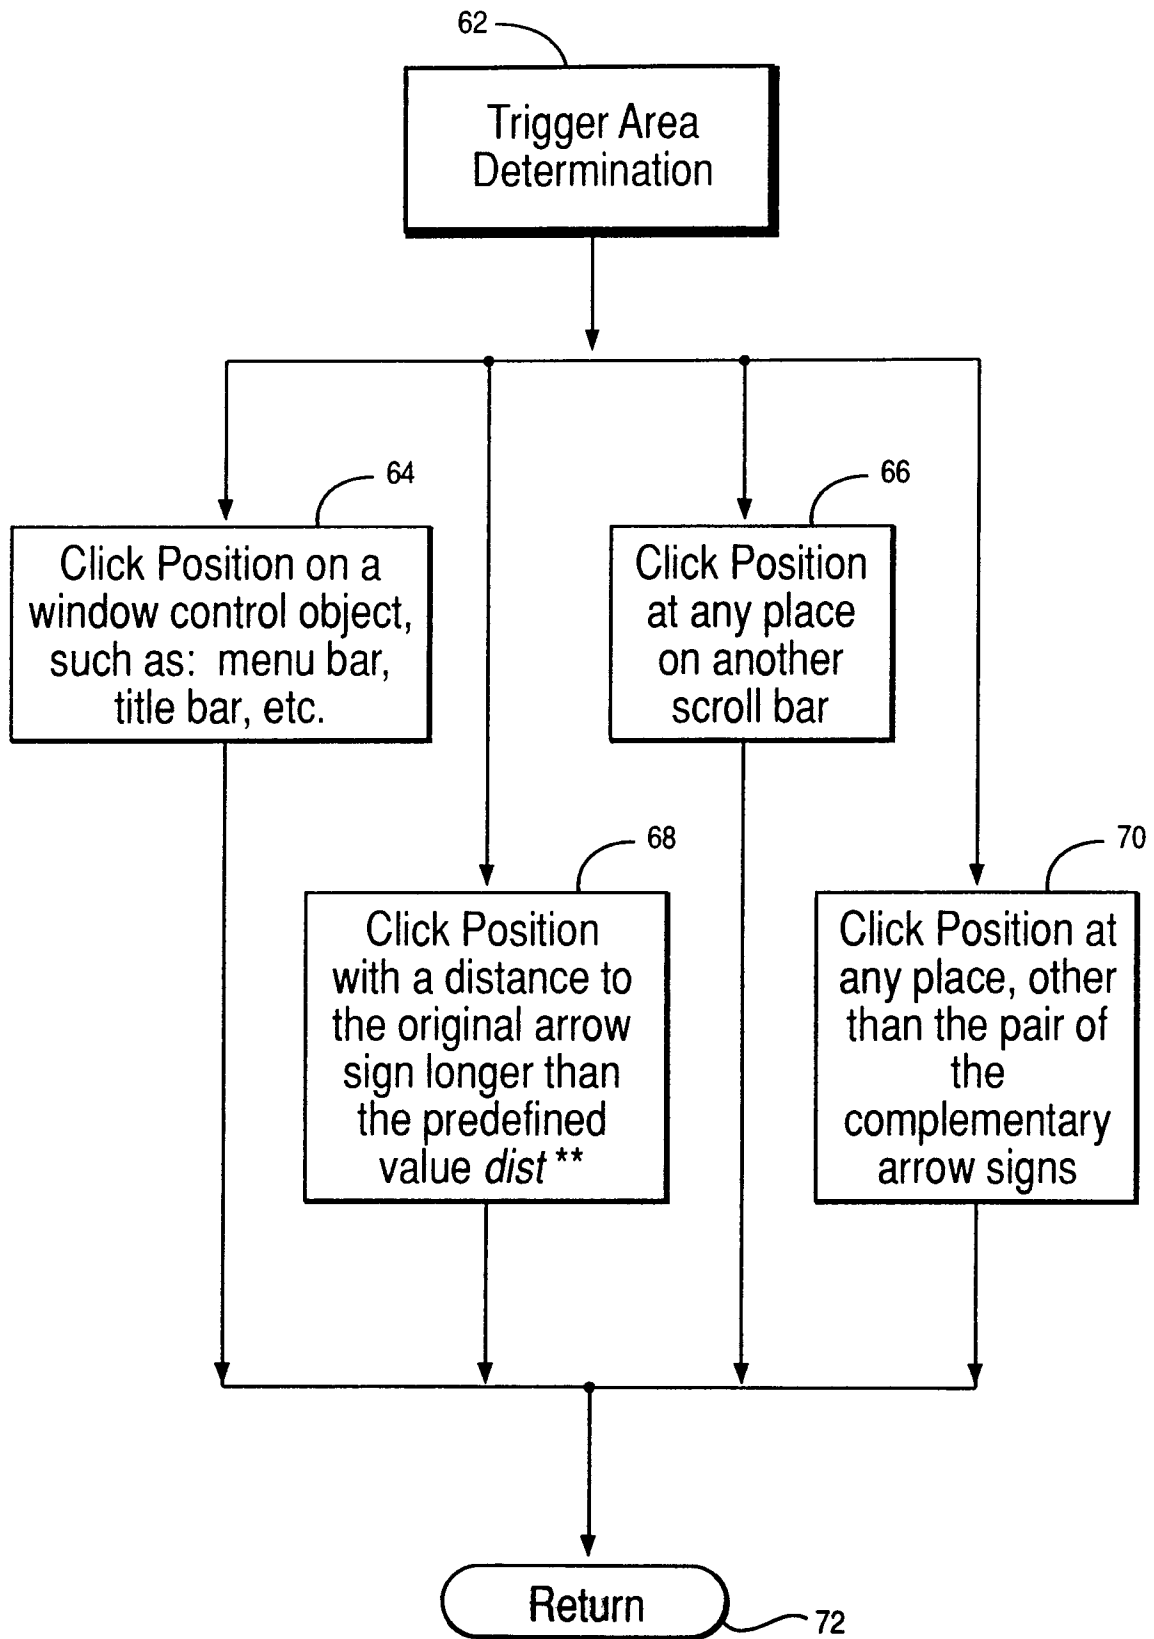 62
Trigger Area
Determination
64
Click Position on a
window control object,
such as: menu bar,
title bar, etc.
66
Click Position
at any place
on another
scroll bar
68
Click Position
with a distance to
the original arrow
sign longer than
the predefined
value dist **
70
Click Position at
any place, other
than the pair of
the
complementary
arrow signs
Return
72